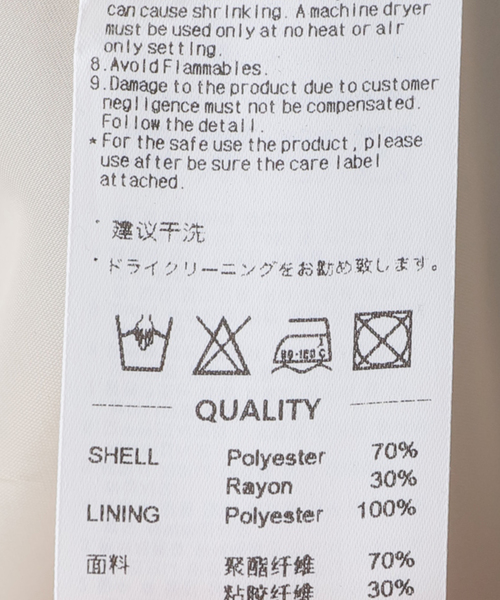 can cause shrinking. A machine dryer
must be used only at no heat or air
only setting.
8.Avoid Flammables.
9.Damage to the product due to customer
negligence must not be compensated.
Follow the detail.
*For the safe use the product, please
use after be sure the care label
attached.
·建议干洗
·ドライクリーニングをお勧め致します。
80-160℃
QUALITY
SHELL Polyester 70%
Rayon 30%
LINING Polyester 100%
面料 聚酯纤维 70%
粘胶纤维 30%